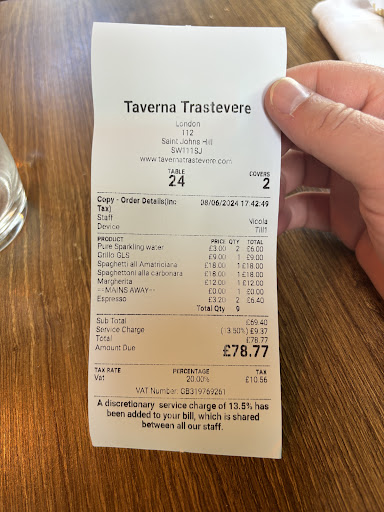 Taverna Trastevere
London
112
Saint Johns Hill
SW111SJ
www.tavernatrastevere.com
TABLE COVERS
24 2
Copy - Order Details(Inc 08/06/2024 17:42:49
Tax)
Staff Nicola
Device Till1
PRODUCT PRICE QTY TOTAL
Pure Sparkling water £3.00 2 £6.00
Grillo GLS £9.00 1 £9.00
Spaghetti all Amatriciana £18.00 1 £18.00
Spaghettoni alla carbonara £18.00 1 £18.00
Margherita £12.00 1 £12.00
--MAINS AWAY-- £0.00 1 £0.00
Espresso £3.20 2 £6.40
Total Qty 9
Sub Total £69.40
Service Charge (13.50%) £9.37
Total £78.77
Amount Due £78.77
TAX RATE PERCENTAGE TAX
Vat 20.00% £10.56
VAT Number: GB319769261
A discretionary service charge of 13.5% has
been added to your bill, which is shared
between all our staff.